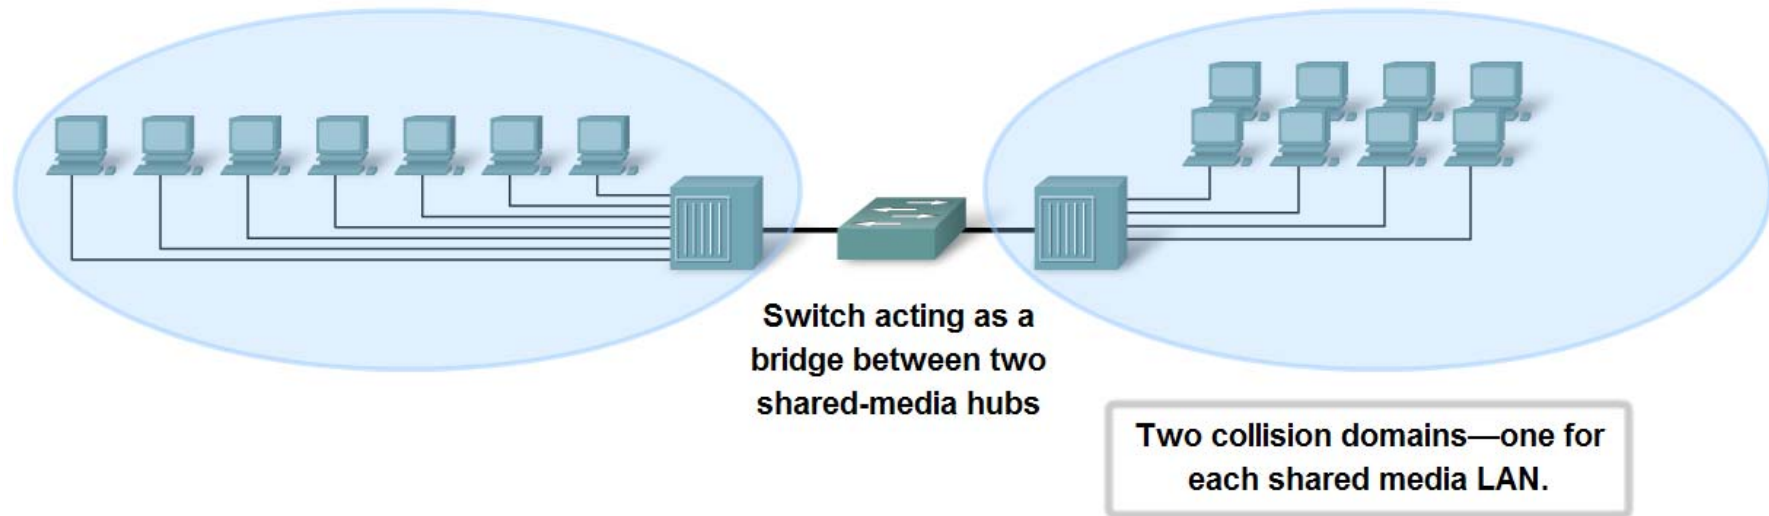 Switch acting as a
bridge between two
shared-media hubs
Two collision domains—one for
each shared media LAN.